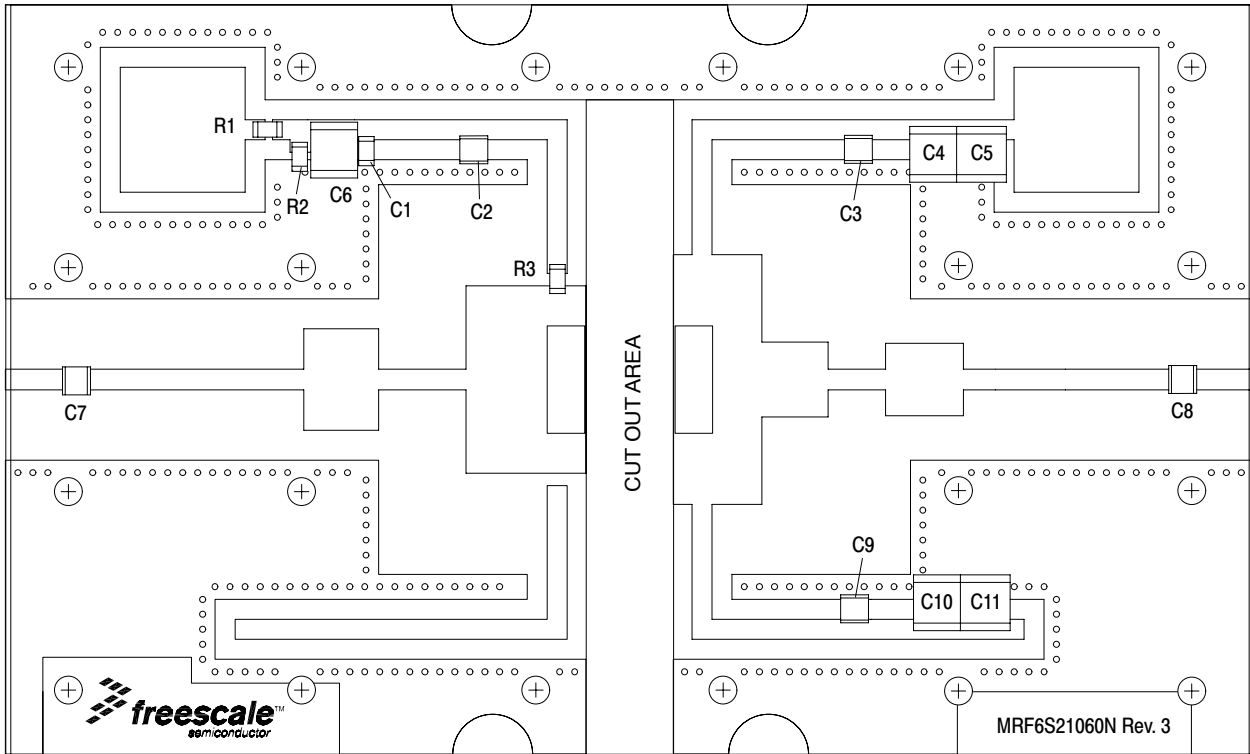 R1
R2
C6
C1
C2
R3
C3
C4
C5
C7
CUT OUT AREA
C8
C9
C10
C11
freescale™
semiconductor
MRF6S21060N Rev. 3